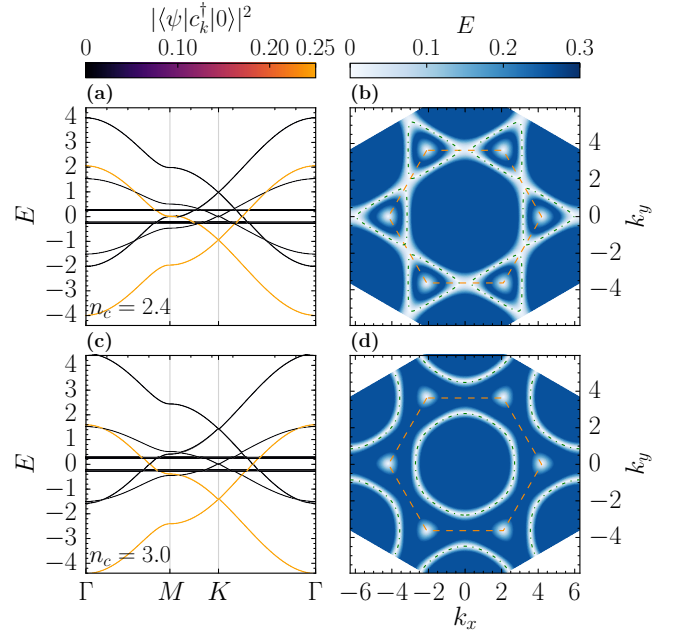 |⟨ψ|c†k|0⟩|² E
0 0.10 0.20 0.25 0 0.1 0.2 0.3
(a) (b)
4
3
2
1
0
−1
−2
−3
−4
E
n_c = 2.4
4
2
0
−2
−4
k_y
(c) (d)
4
3
2
1
0
−1
−2
−3
−4
E
n_c = 3.0
4
2
0
−2
−4
k_y
Γ M K Γ −6 −4 −2 0 2 4 6
k_x